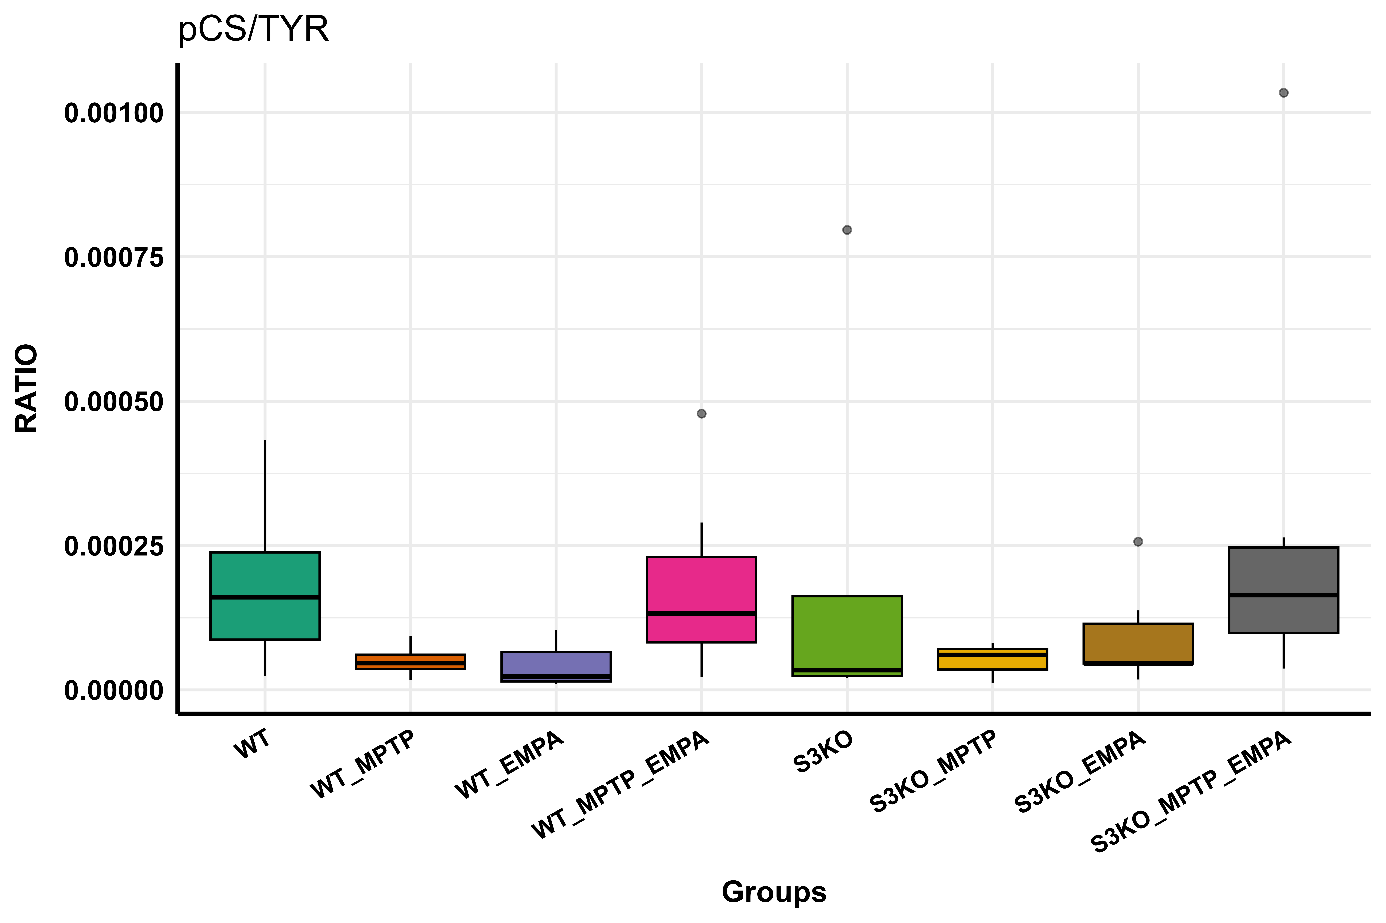 pCS/TYR
0.00100
0.00075
0.00050
0.00025
0.00000
RATIO
WT
WT_MPTP
WT_EMPA
WT_MPTP_EMPA
S3KO
S3KO_MPTP
S3KO_EMPA
S3KO_MPTP_EMPA
Groups